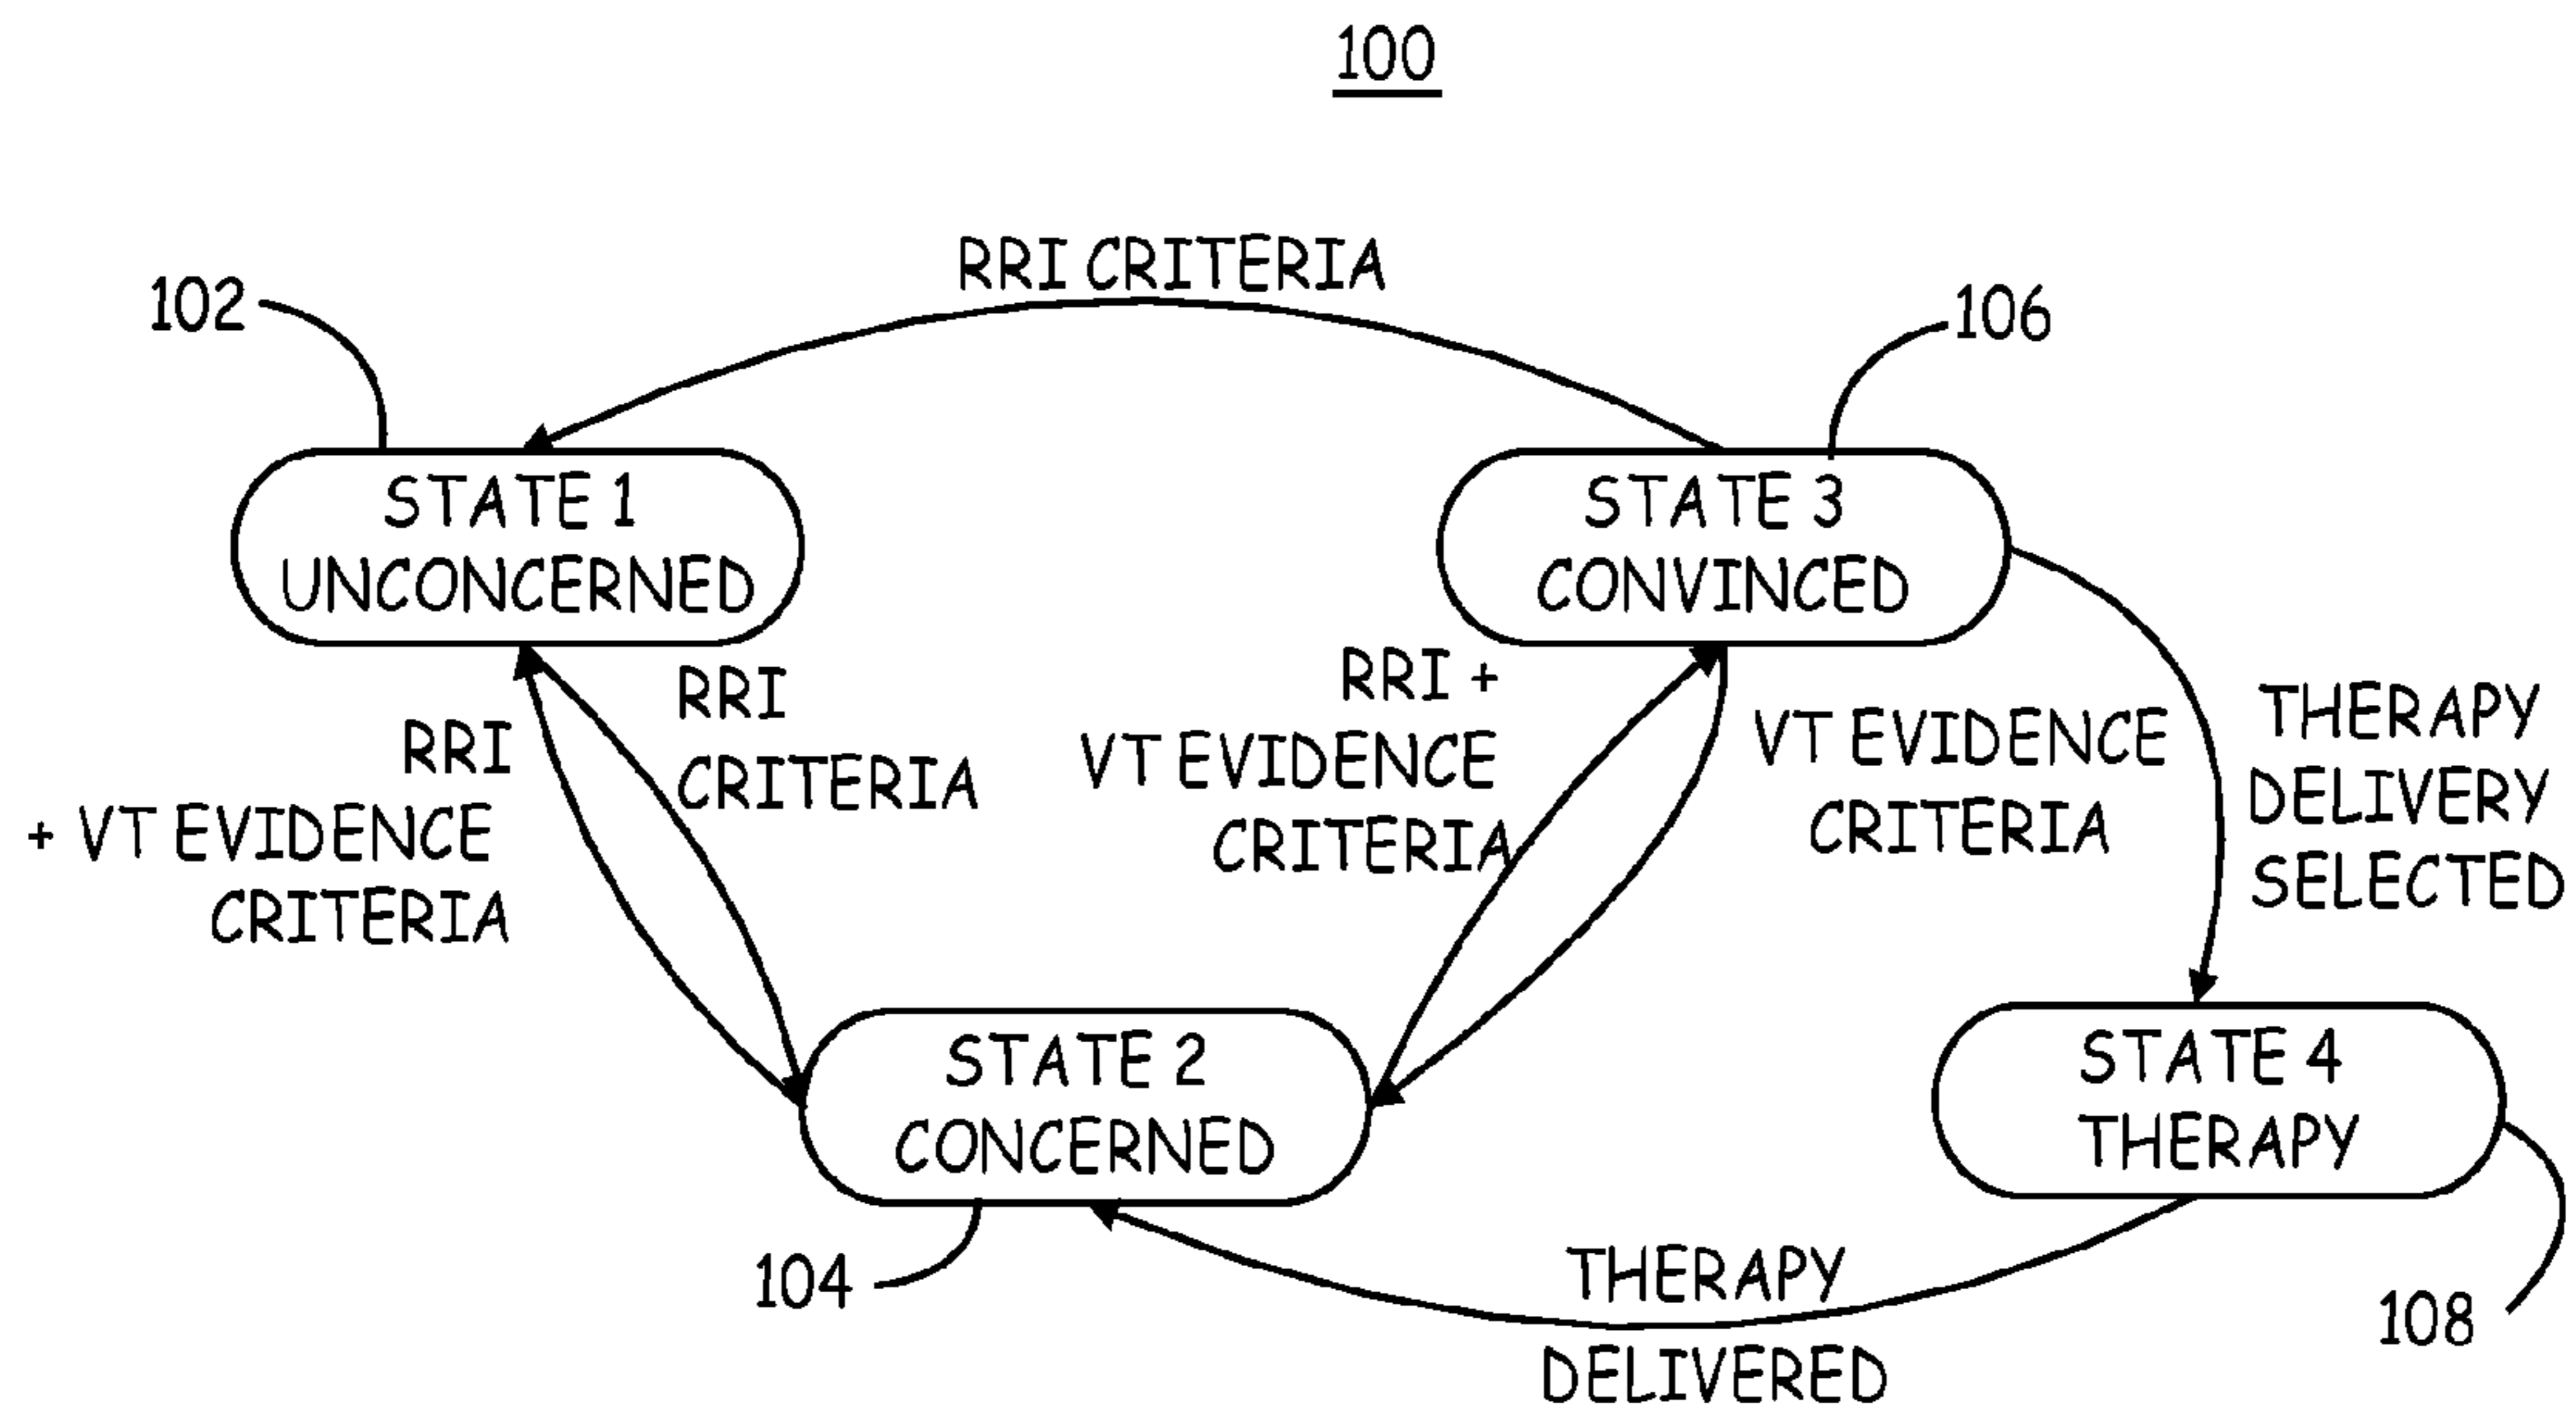 100
RRI CRITERIA
102
106
STATE 1
UNCONCERNED
STATE 3
CONVINCED
RRI
CRITERIA
RRI
+ VT EVIDENCE
CRITERIA
RRI +
VT EVIDENCE
CRITERIA
VT EVIDENCE
CRITERIA
THERAPY
DELIVERY
SELECTED
STATE 2
CONCERNED
STATE 4
THERAPY
104
THERAPY
DELIVERED
108